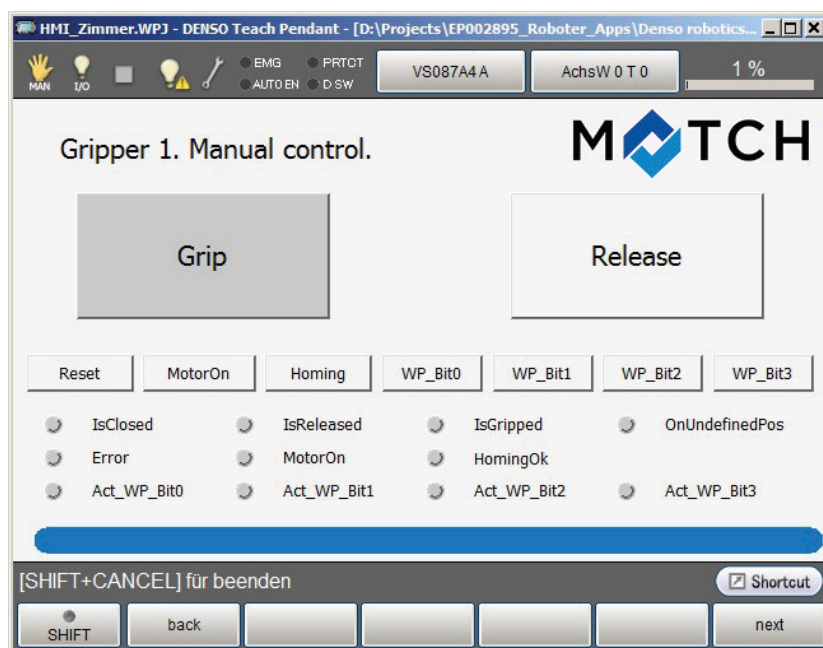 HMI_Zimmer.WPJ - DENSO Teach Pendant - [D:\Projects\EP002895_Roboter_Apps\Denso robotics...
MAN I/O EMG PRTCT AUTO EN D SW VS087A4 A AchsW 0 T 0 1 %
Gripper 1. Manual control. MATCH
Grip Release
Reset MotorOn Homing WP_Bit0 WP_Bit1 WP_Bit2 WP_Bit3
IsClosed IsReleased IsGripped OnUndefinedPos
Error MotorOn HomingOk
Act_WP_Bit0 Act_WP_Bit1 Act_WP_Bit2 Act_WP_Bit3
[SHIFT+CANCEL] für beenden Shortcut
SHIFT back next